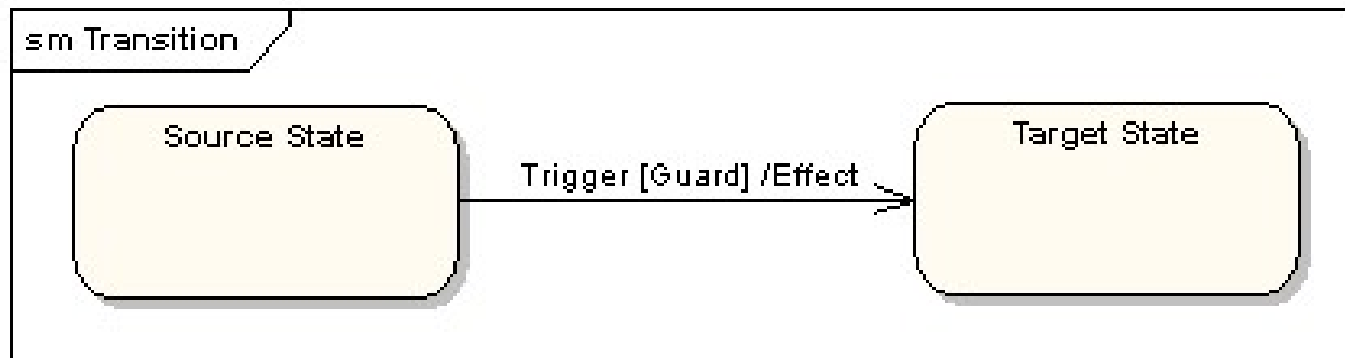 sm Transition
Source State
Target State
Trigger [Guard] /Effect